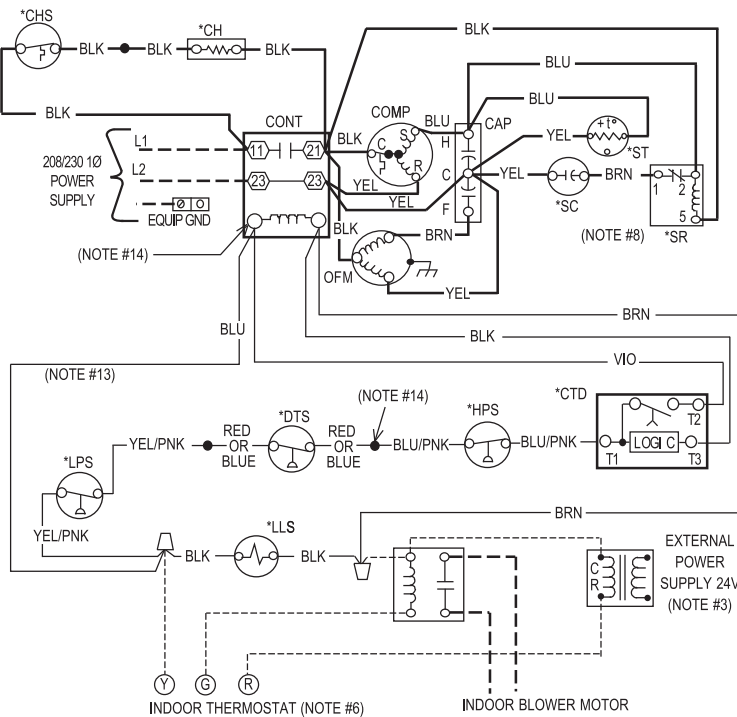 *CHS
*CH
BLK
BLK
BLK
BLK
BLU
BLK
CONT
COMP
BLU
CAP
BLU
L1
11
21
BLK
C
S
R
H
YEL
+t°
*ST
208/230 1Ø
POWER
SUPPLY
L2
23
23
YEL
YEL
C
YEL
*SC
BRN
1
2
5
*SR
EQUIP GND
F
BLK
BRN
(NOTE #8)
(NOTE #14)
OFM
YEL
BRN
BLU
BLK
VIO
(NOTE #13)
(NOTE #14)
*CTD
T2
YEL/PNK
RED
OR
BLUE
*DTS
RED
OR
BLUE
BLU/PNK
*HPS
BLU/PNK
T1
LOGI C
T3
*LPS
YEL/PNK
BRN
*LLS
BLK
BLK
C
R
EXTERNAL
POWER
SUPPLY 24V
(NOTE #3)
Y
G
R
INDOOR THERMOSTAT (NOTE #6)
INDOOR BLOWER MOTOR